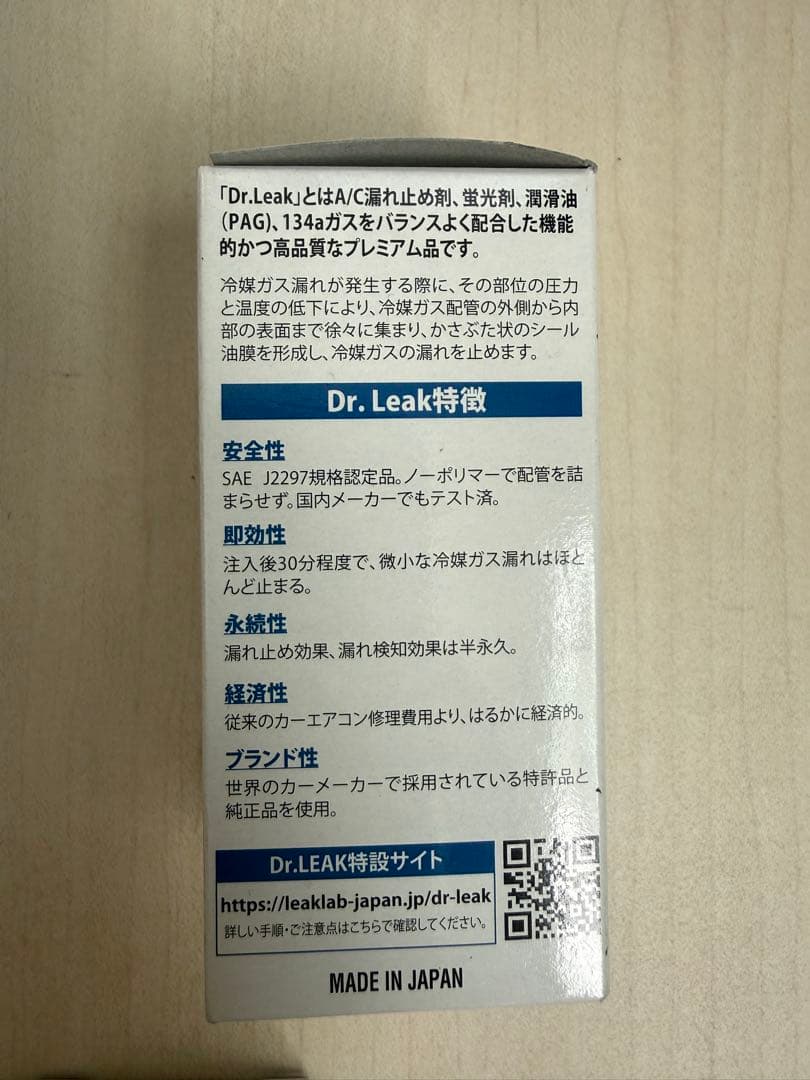 「Dr.Leak」とはA/C漏れ止め剤、蛍光剤、潤滑油
(PAG)、134aガスをバランスよく配合した機能
的かつ高品質なプレミアム品です。
冷媒ガス漏れが発生する際に、その部位の圧力
と温度の低下により、冷媒ガス配管の外側から内
部の表面まで徐々に集まり、かさぶた状のシール
油膜を形成し、冷媒ガスの漏れを止めます。
Dr. Leak特徴
安全性
SAE J2297規格認定品。ノーポリマーで配管を詰
まらせず。国内メーカーでもテスト済。
即効性
注入後30分程度で、微小な冷媒ガス漏れはほと
んど止まる。
永続性
漏れ止め効果、漏れ検知効果は半永久。
経済性
従来のカーエアコン修理費用より、はるかに経済的。
ブランド性
世界のカーメーカーで採用されている特許品と
純正品を使用。
Dr.LEAK特設サイト
https://leaklab-japan.jp/dr-leak
詳しい手順・ご注意点はこちらで確認してください。
MADE IN JAPAN